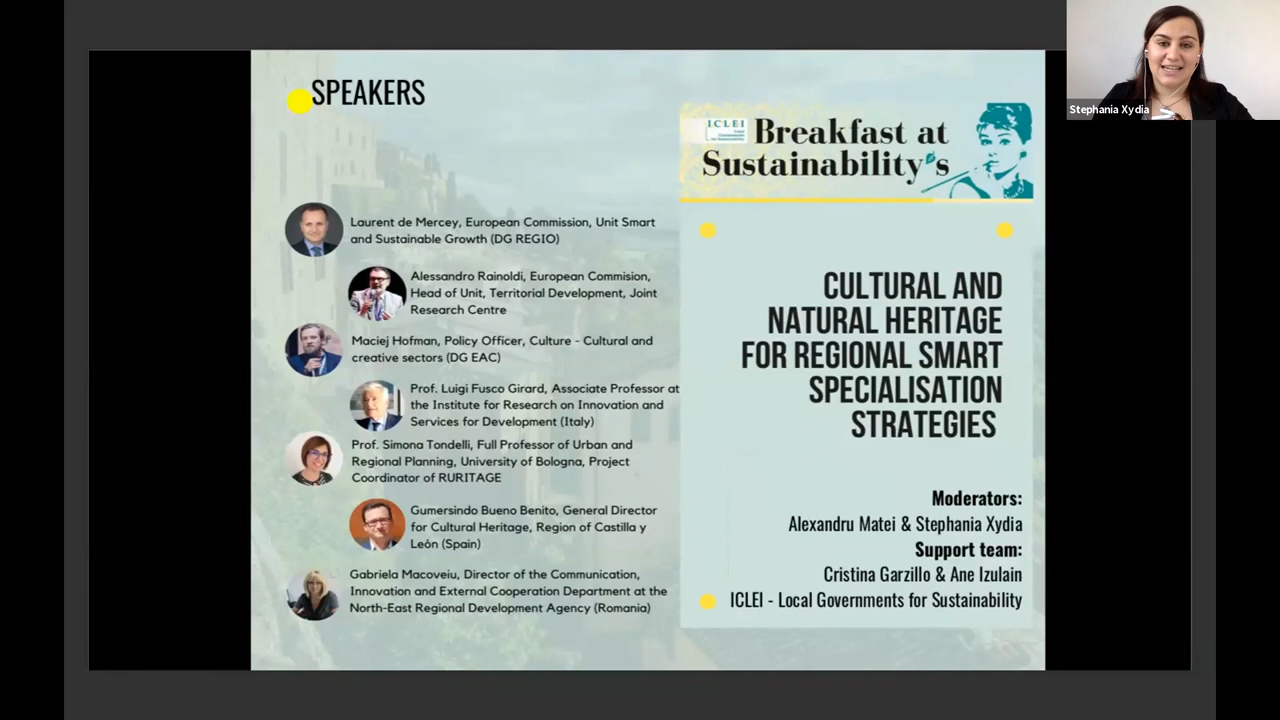 SPEAKERS
Laurent de Mercey, European Commission, Unit Smart
and Sustainable Growth (DG REGIO)
Alessandro Rainoldi, European Commision,
Head of Unit, Territorial Development, Joint
Research Centre
Maciej Hofman, Policy Officer, Culture - Cultural and
creative sectors (DG EAC)
Prof. Luigi Fusco Girard, Associate Professor at
the Institute for Research on Innovation and
Services for Development (Italy)
Prof. Simona Tondelli, Full Professor of Urban and
Regional Planning, University of Bologna, Project
Coordinator of RURITAGE
Gumersindo Bueno Benito, General Director
for Cultural Heritage, Region of Castilla y
León (Spain)
Gabriela Macoveiu, Director of the Communication,
Innovation and External Cooperation Department at the
North-East Regional Development Agency (Romania)
I.C.L.E.I
Local
Governments
for Sustainability
Breakfast at
Sustainability's
CULTURAL AND
NATURAL HERITAGE
FOR REGIONAL SMART
SPECIALISATION
STRATEGIES
Moderators:
Alexandru Matei & Stephania Xydia
Support team:
Cristina Garzillo & Ane Izulain
ICLEI - Local Governments for Sustainability
Stephania Xydia